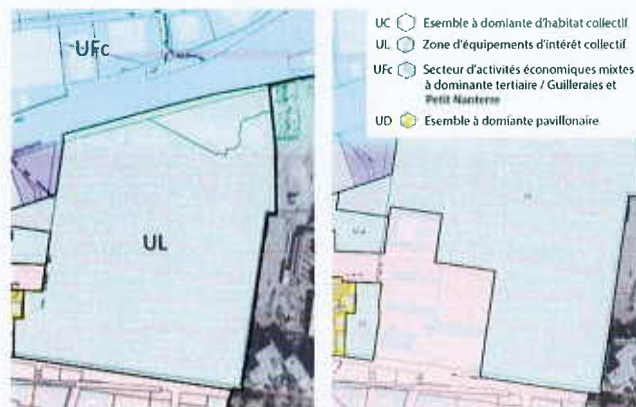 UFc
UL
UC Esemble à domiante d'habitat collectif
UL Zone d'équipements d'intérêt collectif
UFc Secteur d'activités économiques mixtes
à dominante tertiaire / Guilleraies et
Petit Nanterre
UD Esemble à domiante pavillonaire